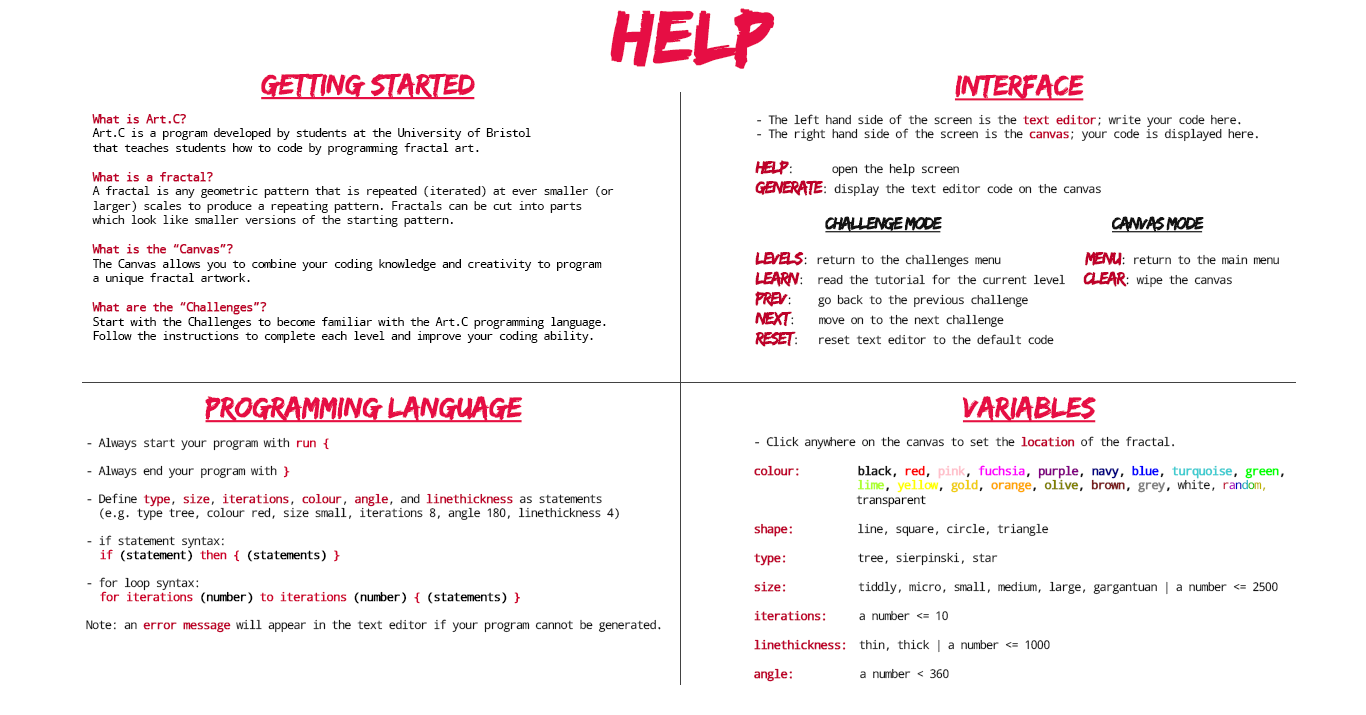 HELP
GETTING STARTED
What is Art.C?
Art.C is a program developed by students at the University of Bristol
that teaches students how to code by programming fractal art.
What is a fractal?
A fractal is any geometric pattern that is repeated (iterated) at ever smaller (or
larger) scales to produce a repeating pattern. Fractals can be cut into parts
which look like smaller versions of the starting pattern.
What is the “Canvas”?
The Canvas allows you to combine your coding knowledge and creativity to program
a unique fractal artwork.
What are the “Challenges”?
Start with the Challenges to become familiar with the Art.C programming language.
Follow the instructions to complete each level and improve your coding ability.
INTERFACE
- The left hand side of the screen is the text editor; write your code here.
- The right hand side of the screen is the canvas; your code is displayed here.
HELP: open the help screen
GENERATE: display the text editor code on the canvas
CHALLENGE MODE
LEVELS: return to the challenges menu
LEARN: read the tutorial for the current level
PREV: go back to the previous challenge
NEXT: move on to the next challenge
RESET: reset text editor to the default code
CANVAS MODE
MENU: return to the main menu
CLEAR: wipe the canvas
PROGRAMMING LANGUAGE
- Always start your program with run {
- Always end your program with }
- Define type, size, iterations, colour, angle, and linethickness as statements
(e.g. type tree, colour red, size small, iterations 8, angle 180, linethickness 4)
- if statement syntax:
if (statement) then { (statements) }
- for loop syntax:
for iterations (number) to iterations (number) { (statements) }
Note: an error message will appear in the text editor if your program cannot be generated.
VARIABLES
- Click anywhere on the canvas to set the location of the fractal.
colour: black, red, pink, fuchsia, purple, navy, blue, turquoise, green,
lime, yellow, gold, orange, olive, brown, grey, white, random,
transparent
shape: line, square, circle, triangle
type: tree, sierpinski, star
size: tiddly, micro, small, medium, large, gargantuan | a number <= 2500
iterations: a number <= 10
linethickness: thin, thick | a number <= 1000
angle: a number < 360